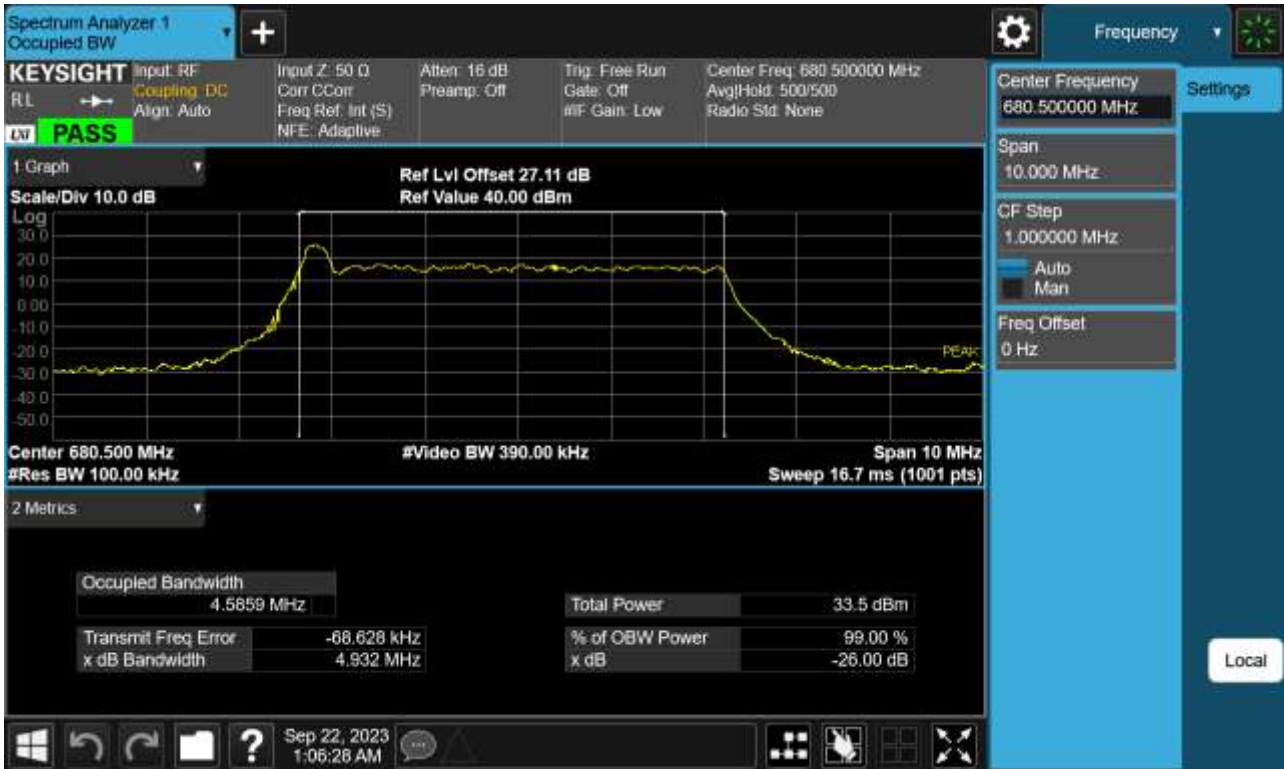 Spectrum Analyzer 1
Occupied BW
+
Frequency
KEYSIGHT
RL
LXI
PASS
Input: RF
Coupling: DC
Align: Auto
Input Z: 50 Ω
Corr CCorr
Freq Ref: Int (S)
NFE: Adaptive
Atten: 16 dB
Preamp: Off
Trig: Free Run
Gate: Off
#IF Gain: Low
Center Freq: 680.500000 MHz
Avg|Hold: 500/500
Radio Std: None
Center Frequency
680.500000 MHz
Settings
Span
10.000 MHz
CF Step
1.000000 MHz
Auto
Man
Freq Offset
0 Hz
Local
1 Graph
Scale/Div 10.0 dB
Ref Lvl Offset 27.11 dB
Ref Value 40.00 dBm
Log
30.0
20.0
10.0
0.00
-10.0
-20.0
-30.0
-40.0
-50.0
PEAK
Center 680.500 MHz
#Video BW 390.00 kHz
Span 10 MHz
#Res BW 100.00 kHz
Sweep 16.7 ms (1001 pts)
2 Metrics
Occupied Bandwidth
4.5859 MHz
Total Power 33.5 dBm
Transmit Freq Error -68.628 kHz
% of OBW Power 99.00 %
x dB Bandwidth 4.932 MHz
x dB -26.00 dB
?
Sep 22, 2023
1:06:28 AM